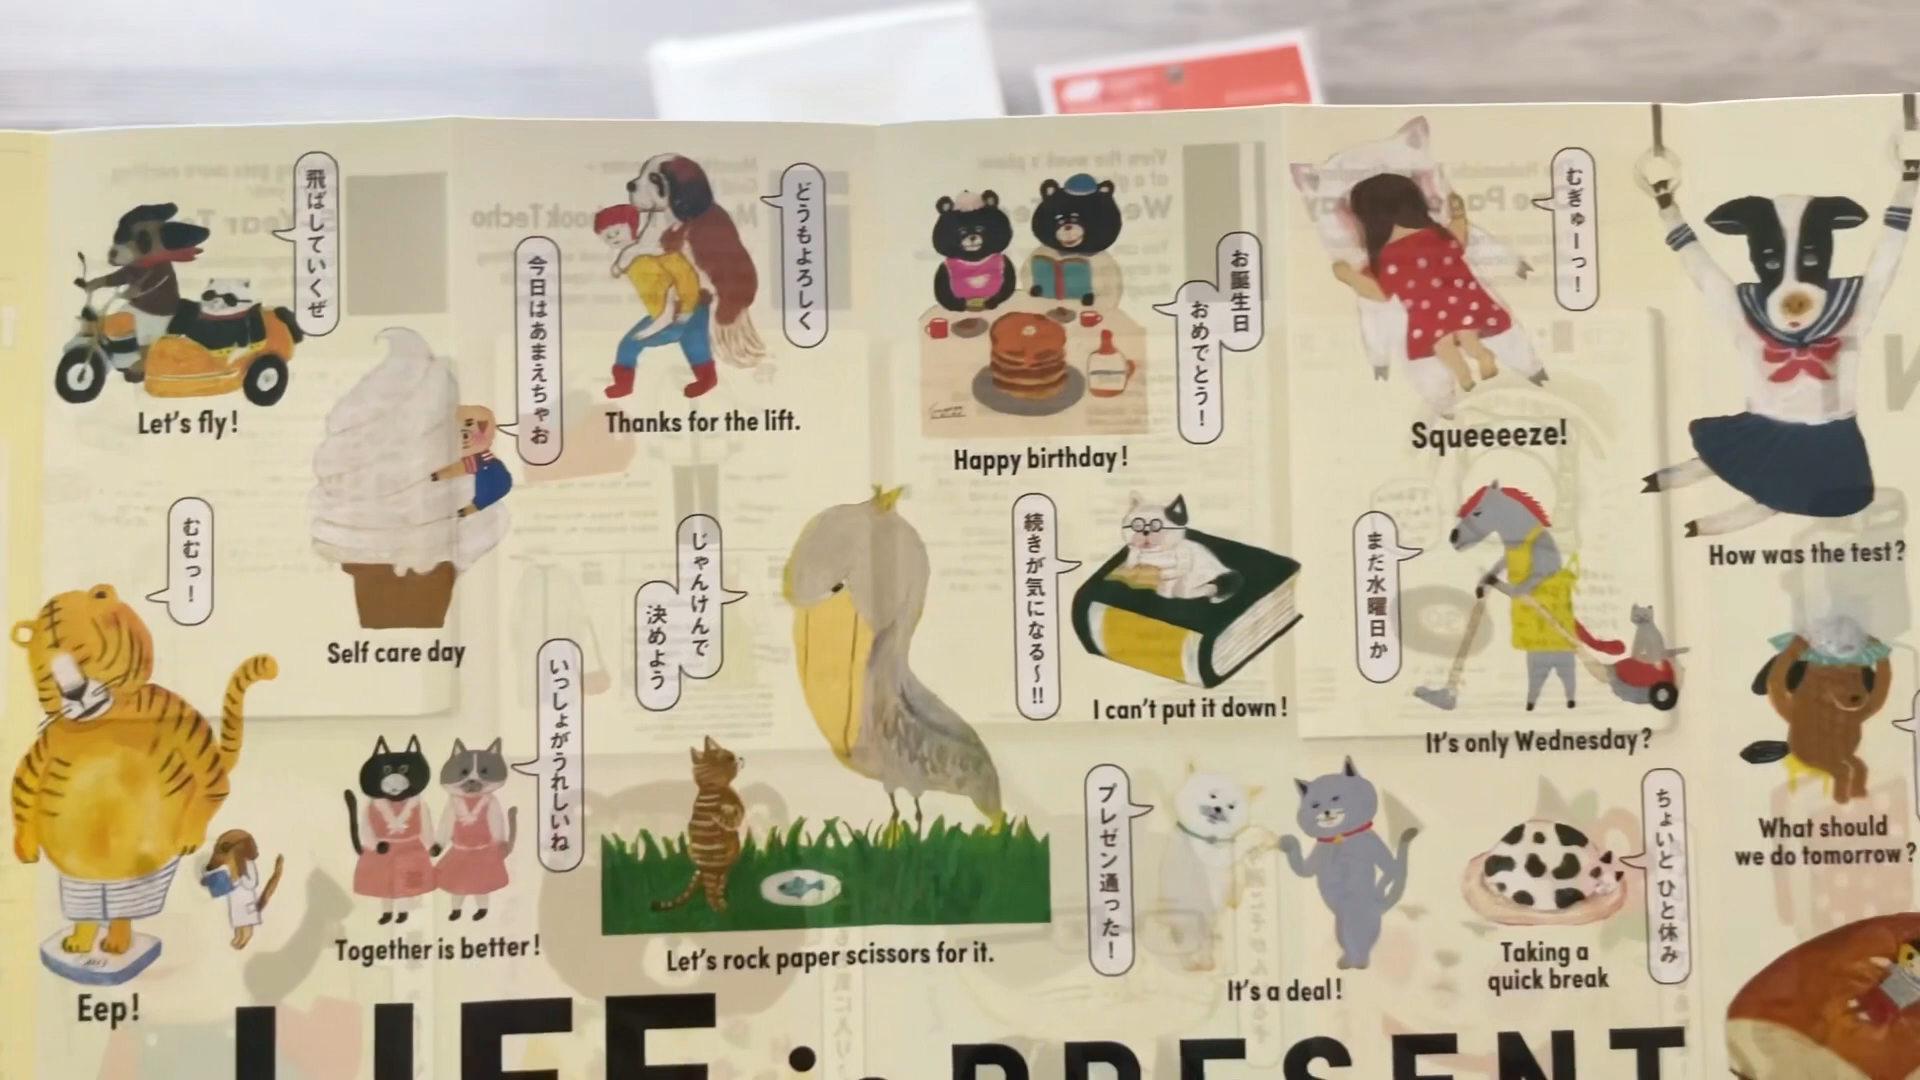 飛ばしていくぜ
Let's fly!
今日はあまえちゃお
Self care day
どうもよろしく
Thanks for the lift.
お誕生日
おめでとう!
Happy birthday!
むぎゅーっ!
Squeeeeze!
How was the test?
むむっ!
Eep!
いっしょがうれしいね
Together is better!
じゃんけんで
決めよう
Let's rock paper scissors for it.
続きが気になる〜!!
I can't put it down!
まだ水曜日か
It's only Wednesday?
プレゼン通った!
It's a deal!
ちょいと ひと休み
Taking a
quick break
What should
we do tomorrow?
LIFE
PRESENT